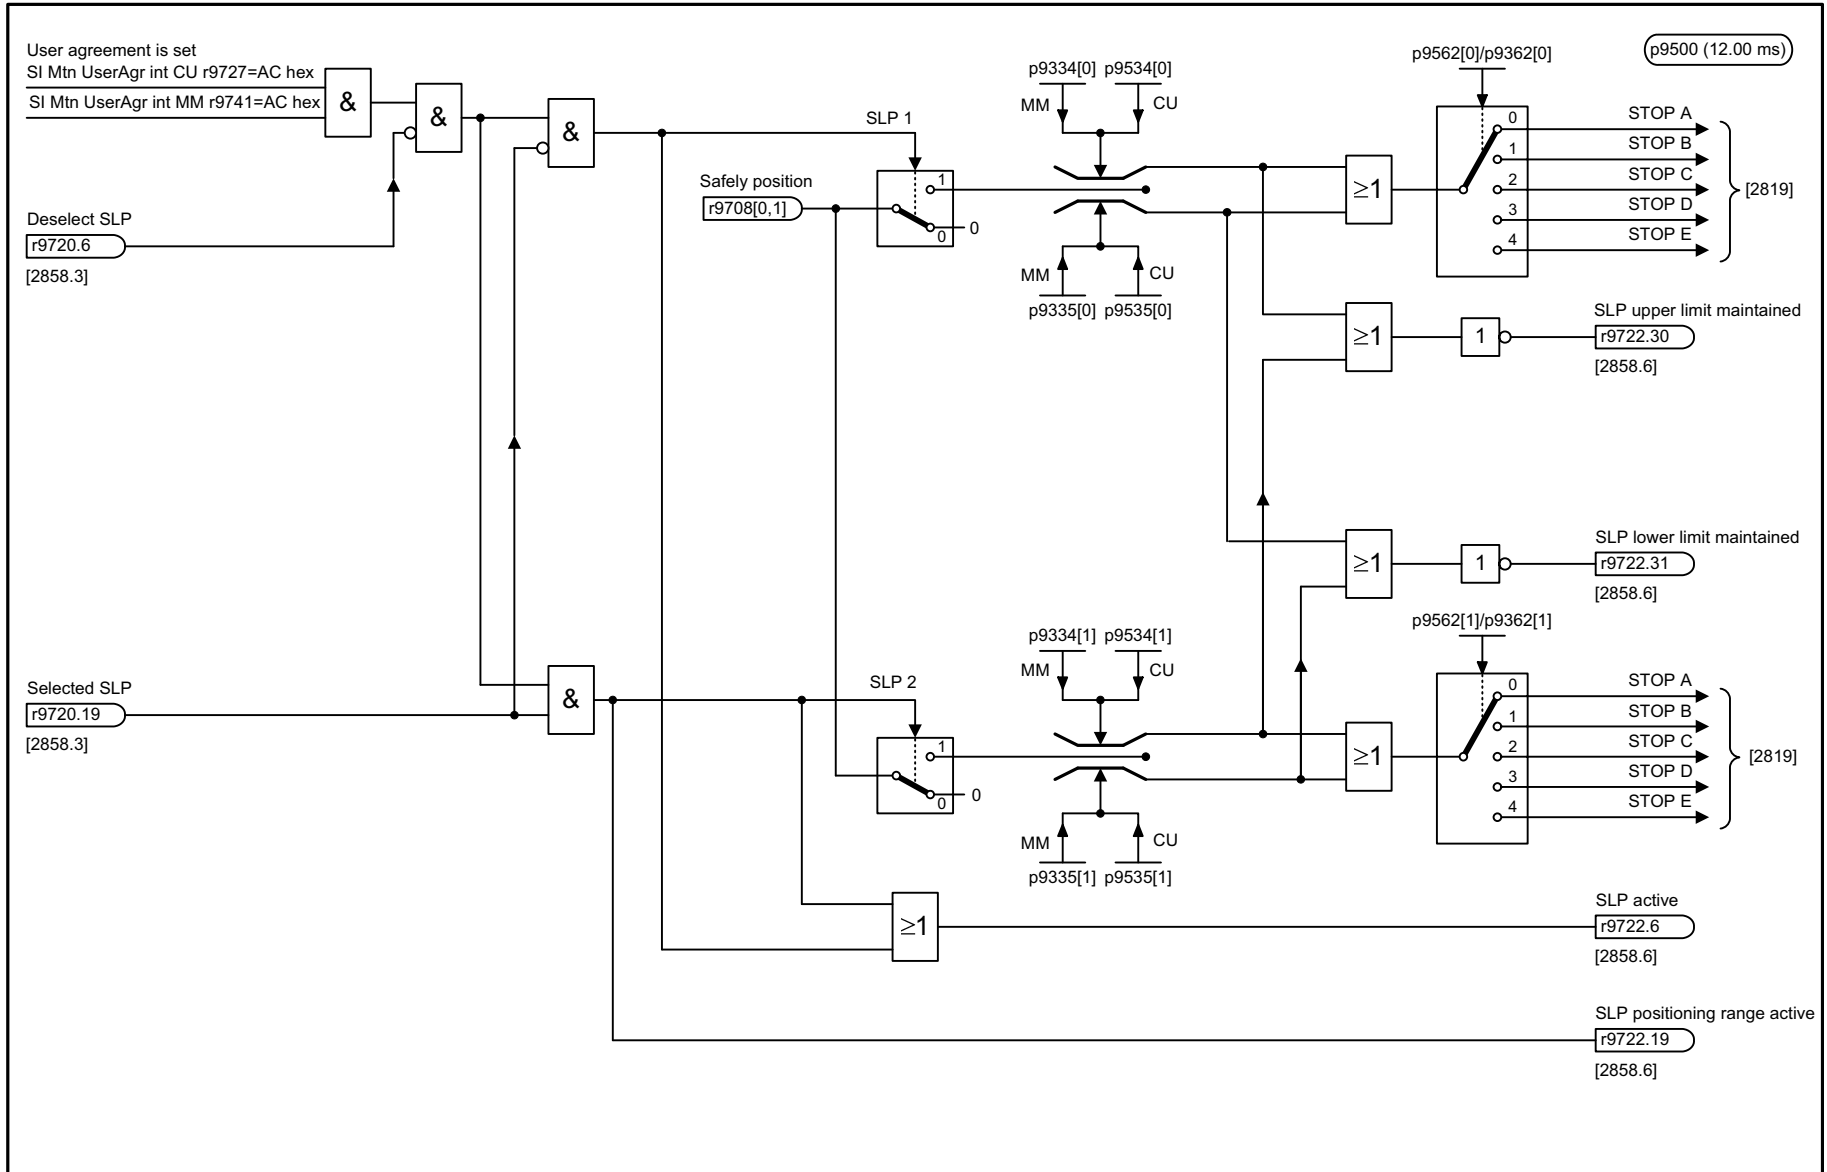 User agreement is set
SI Mtn UserAgr int CU r9727=AC hex
SI Mtn UserAgr int MM r9741=AC hex
&
&
&
Deselect SLP
r9720.6
[2858.3]
SLP 1
Safely position
r9708[0,1]
1
0
0
p9334[0] p9534[0]
MM
CU
MM
CU
p9335[0] p9535[0]
≥1
p9562[0]/p9362[0]
p9500 (12.00 ms)
0
1
2
3
4
STOP A
STOP B
STOP C
STOP D
STOP E
[2819]
≥1
1
SLP upper limit maintained
r9722.30
[2858.6]
≥1
1
SLP lower limit maintained
r9722.31
[2858.6]
Selected SLP
r9720.19
[2858.3]
&
SLP 2
1
0
0
p9334[1] p9534[1]
MM
CU
MM
CU
p9335[1] p9535[1]
≥1
p9562[1]/p9362[1]
0
1
2
3
4
STOP A
STOP B
STOP C
STOP D
STOP E
[2819]
≥1
SLP active
r9722.6
[2858.6]
SLP positioning range active
r9722.19
[2858.6]